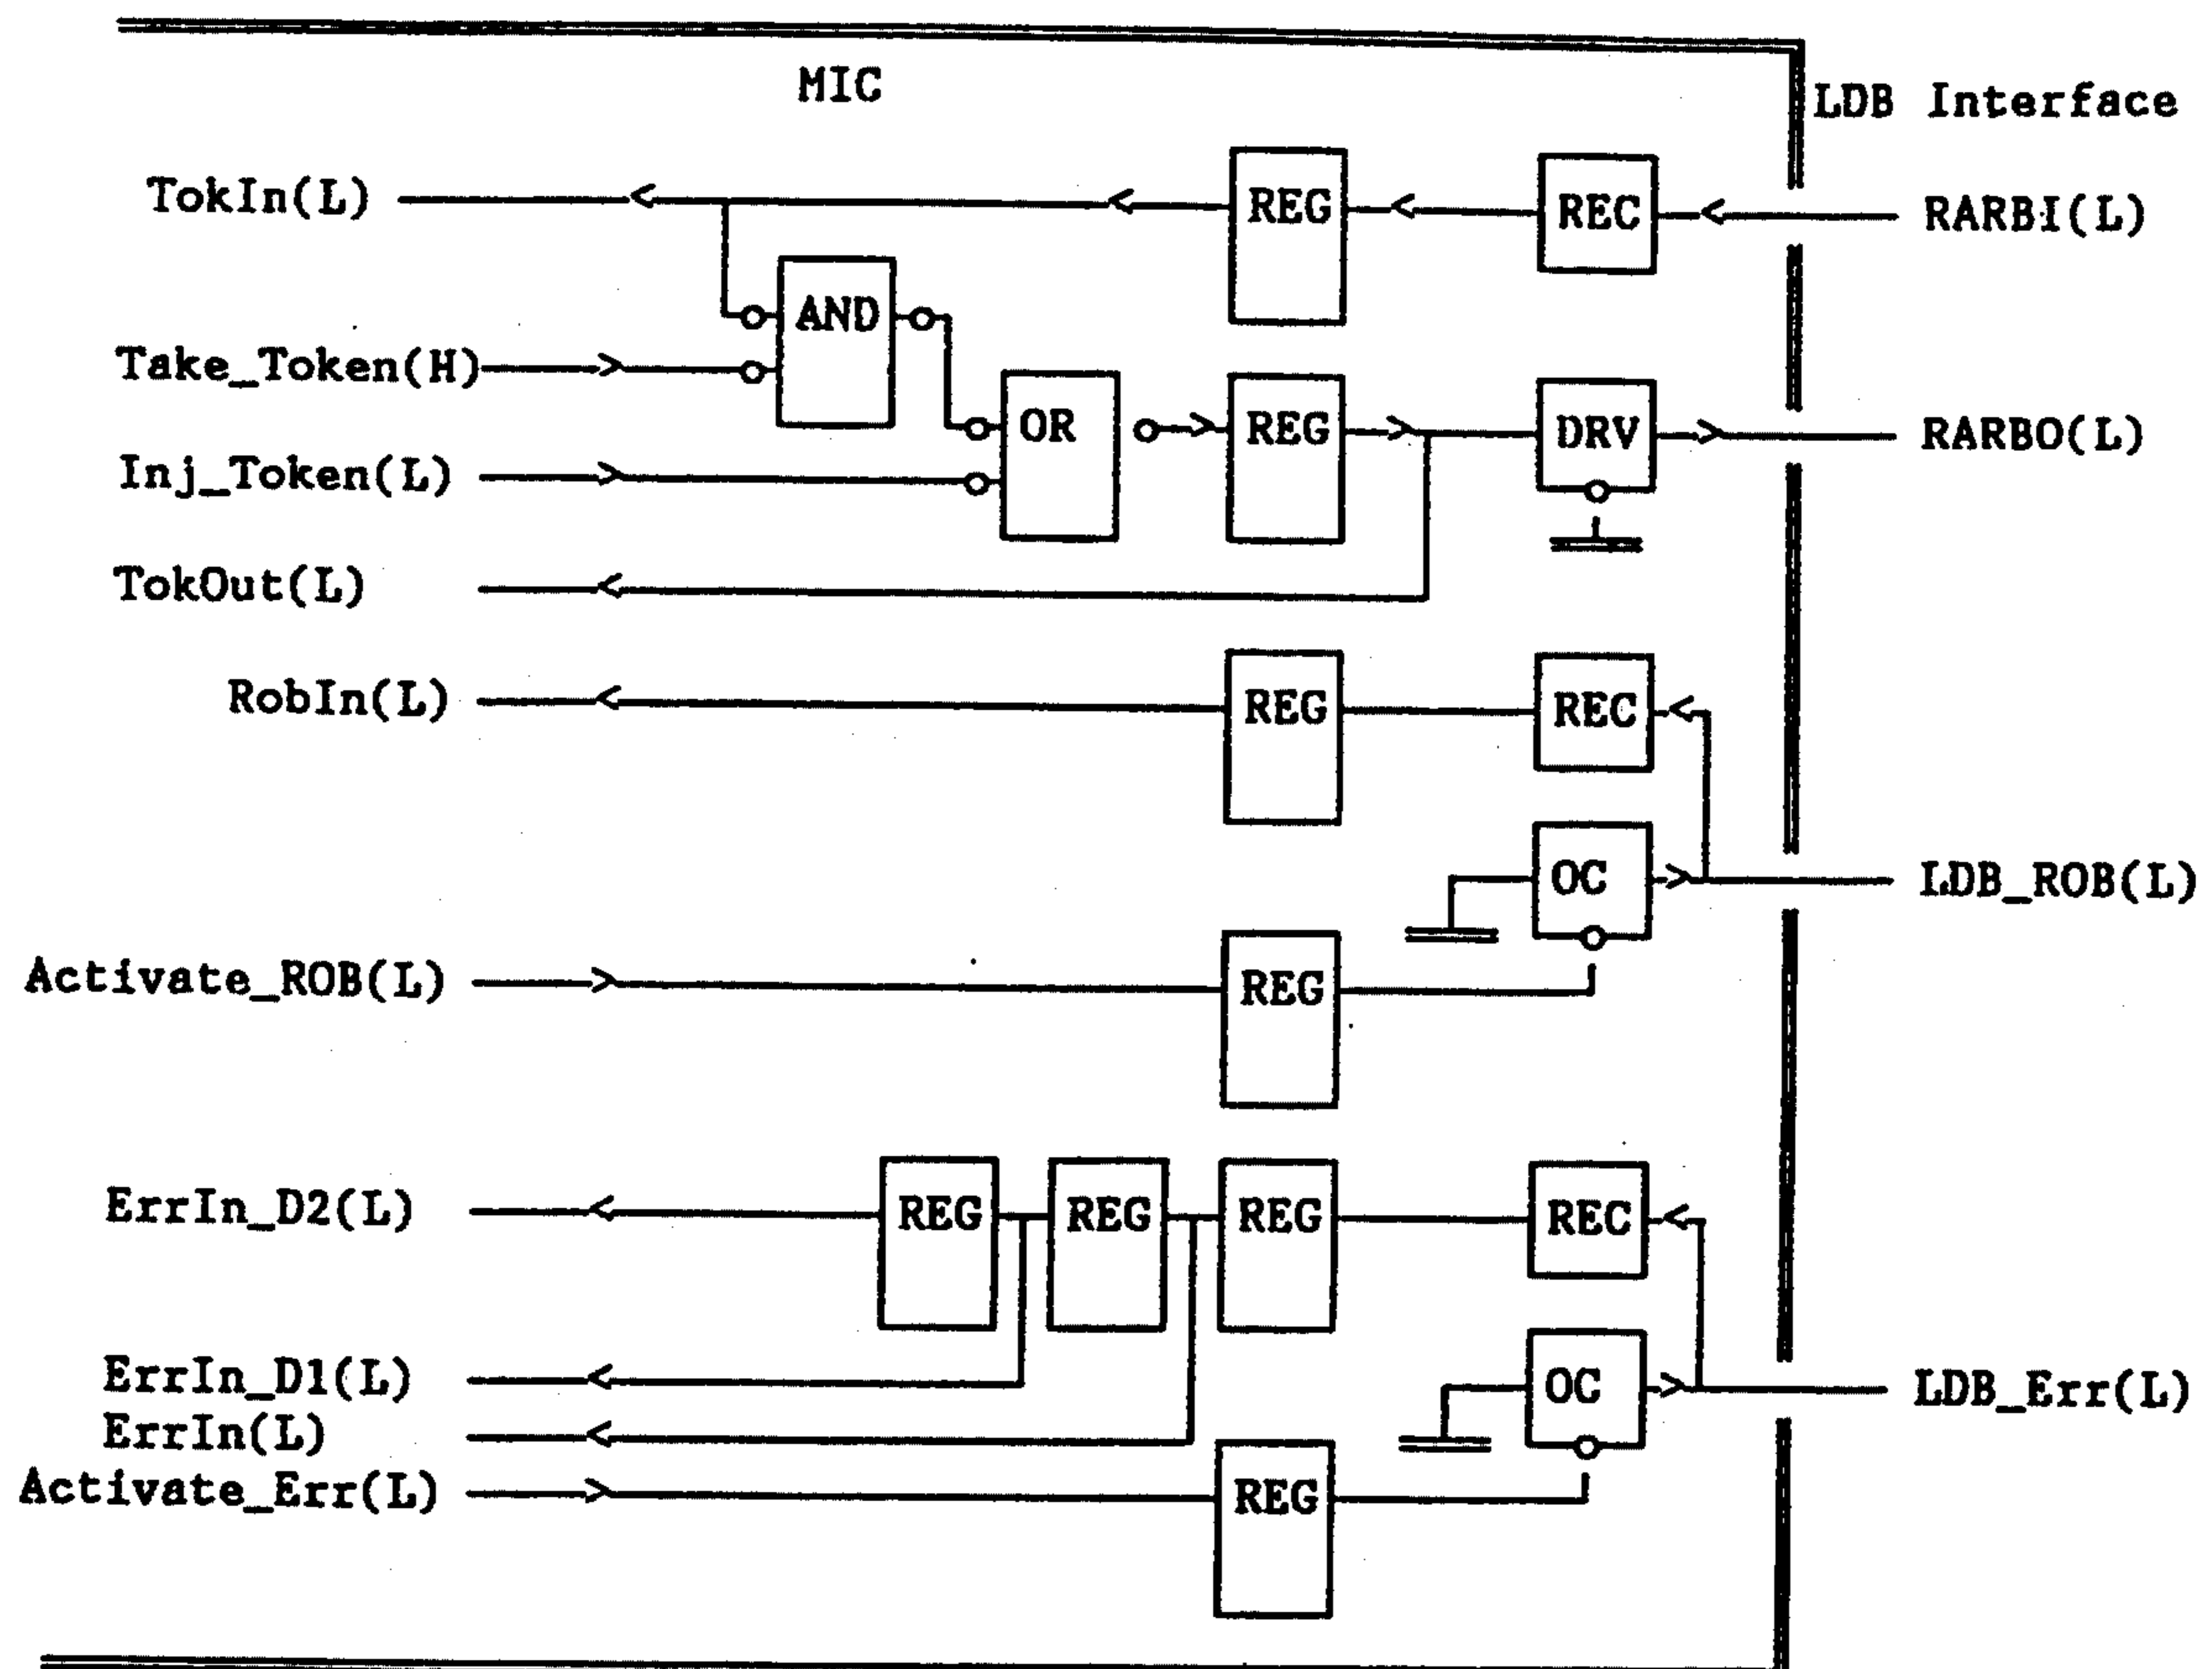 MIC
LDB Interface
TokIn(L)
REG
REC
RARBI(L)
AND
Take_Token(H)
OR
REG
DRV
RARBO(L)
Inj_Token(L)
TokOut(L)
RobIn(L)
REG
REC
OC
LDB_ROB(L)
Activate_ROB(L)
REG
ErrIn_D2(L)
REG
REG
REG
REC
ErrIn_D1(L)
OC
LDB_Err(L)
ErrIn(L)
Activate_Err(L)
REG